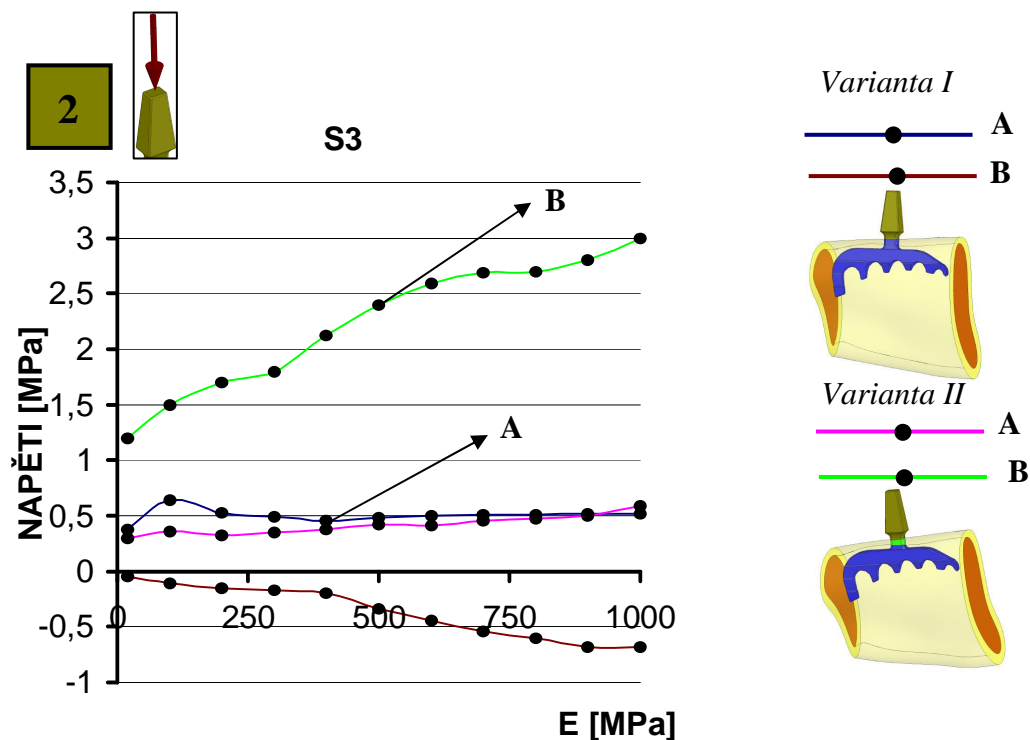 2
S3
3,5
3
2,5
2
1,5
1
0,5
0
-0,5
-1
NAPĚTI [MPa]
B
A
0 250 500 750 1000
E [MPa]
Varianta I
A
B
Varianta II
A
B